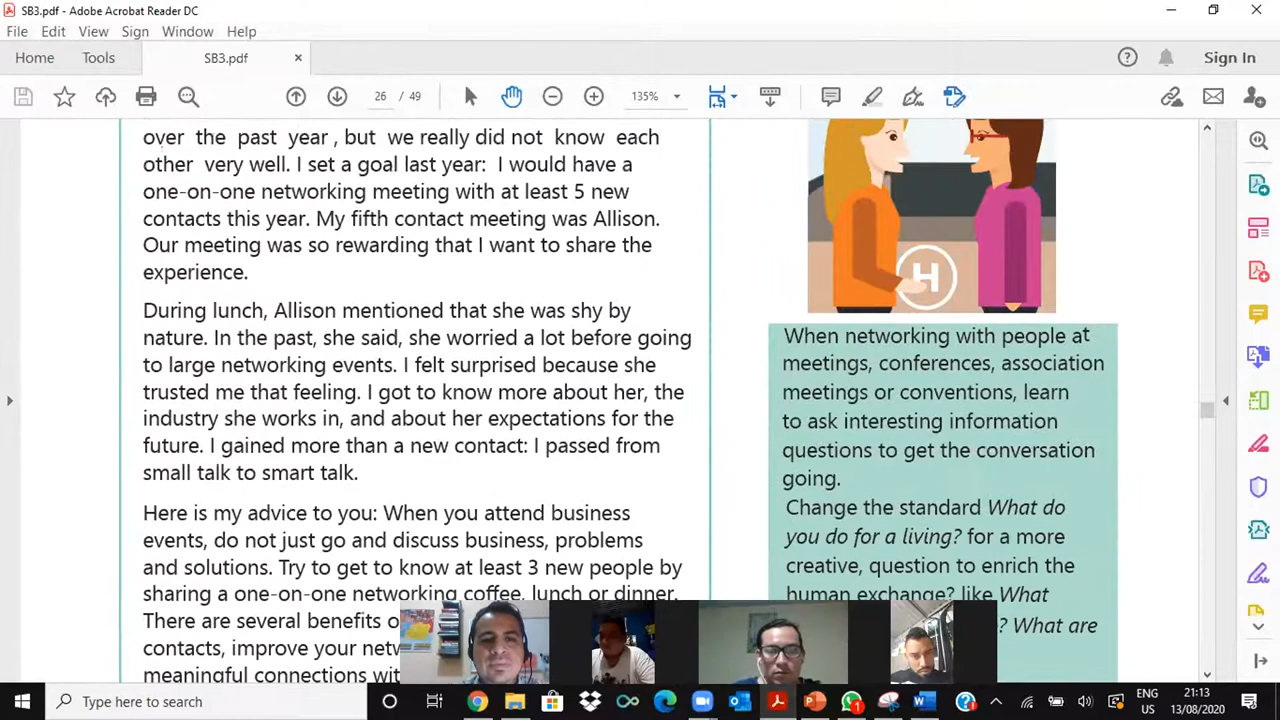 SB3.pdf - Adobe Acrobat Reader DC
File Edit View Sign Window Help
Home Tools SB3.pdf Sign In
26 / 49 135%
over the past year , but we really did not know each
other very well. I set a goal last year: I would have a
one-on-one networking meeting with at least 5 new
contacts this year. My fifth contact meeting was Allison.
Our meeting was so rewarding that I want to share the
experience.
During lunch, Allison mentioned that she was shy by
nature. In the past, she said, she worried a lot before going
to large networking events. I felt surprised because she
trusted me that feeling. I got to know more about her, the
industry she works in, and about her expectations for the
future. I gained more than a new contact: I passed from
small talk to smart talk.
Here is my advice to you: When you attend business
events, do not just go and discuss business, problems
and solutions. Try to get to know at least 3 new people by
sharing a one-on-one networking coffee, lunch or dinner.
There are several benefits o
contacts, improve your netw
meaningful connections wit
H
When networking with people at
meetings, conferences, association
meetings or conventions, learn
to ask interesting information
questions to get the conversation
going.
Change the standard What do
you do for a living? for a more
creative, question to enrich the
human exchange? like What
? What are
Type here to search
ENG 21:13
US 13/08/2020